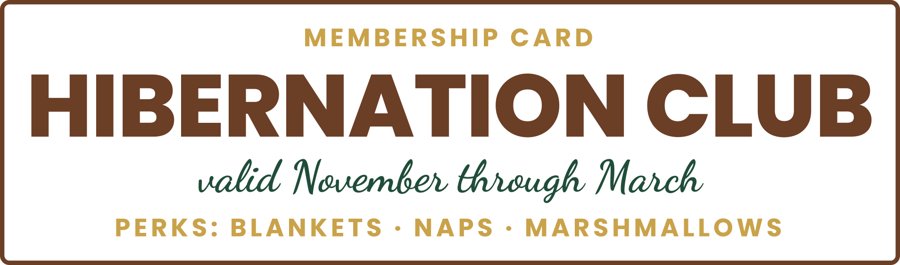 MEMBERSHIP CARD
HIBERNATION CLUB
valid November through March
PERKS: BLANKETS · NAPS · MARSHMALLOWS